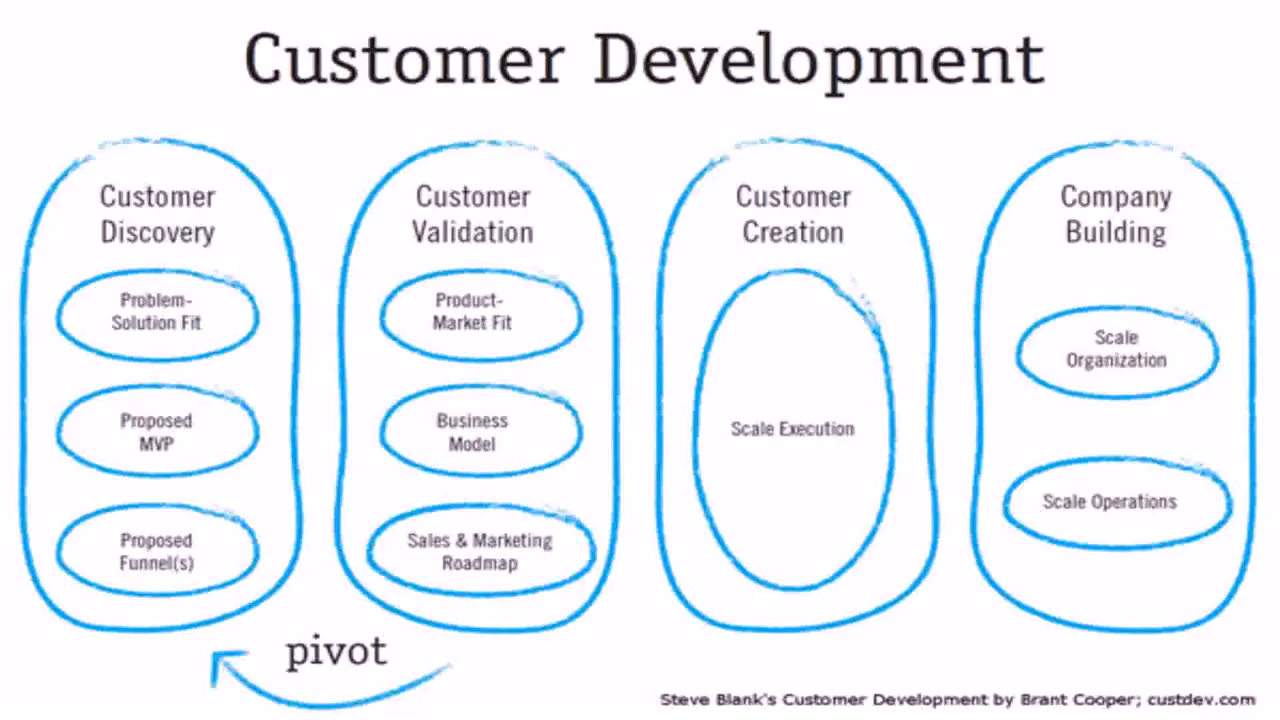 Customer Development
Customer
Discovery
Problem-
Solution Fit
Proposed
MVP
Proposed
Funnel(s)
Customer
Validation
Product-
Market Fit
Business
Model
Sales & Marketing
Roadmap
Customer
Creation
Scale Execution
Company
Building
Scale
Organization
Scale Operations
pivot
Steve Blank's Customer Development by Brant Cooper; custdev.com